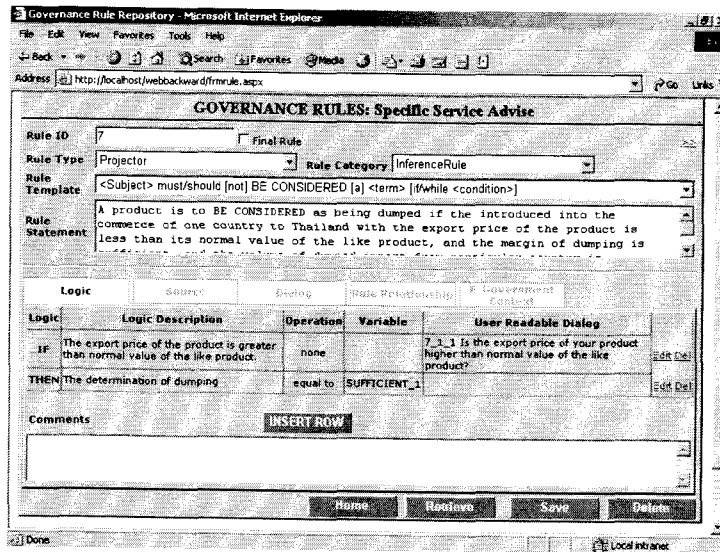 Governance Rule Repository - Microsoft Internet Explorer
File Edit View Favorites Tools Help
Back Search Favorites Media
Address http://localhost/webbackward/frmrule.aspx Go Links
GOVERNANCE RULES: Specific Service Advise
Rule ID 7 Final Rule >>
Rule Type Projector Rule Category InferenceRule
Rule Template <Subject> must/should [not] BE CONSIDERED [a] <term> [if/while <condition>]
Rule Statement
A product is to BE CONSIDERED as being dumped if the introduced into the
commerce of one country to Thailand with the export price of the product is
less than its normal value of the like product, and the margin of dumping is
Logic Source Dialog Rule Relationship E-Government Context
Logic Logic Description Operation Variable User Readable Dialog
IF The export price of the product is greater than normal value of the like product. none 7_1_1 Is the export price of your product higher than normal value of the like product? Edit Del
THEN The determination of dumping equal to SUFFICIENT_1 Edit Del
Comments INSERT ROW
Home Retrieve Save Delete
Done Local intranet